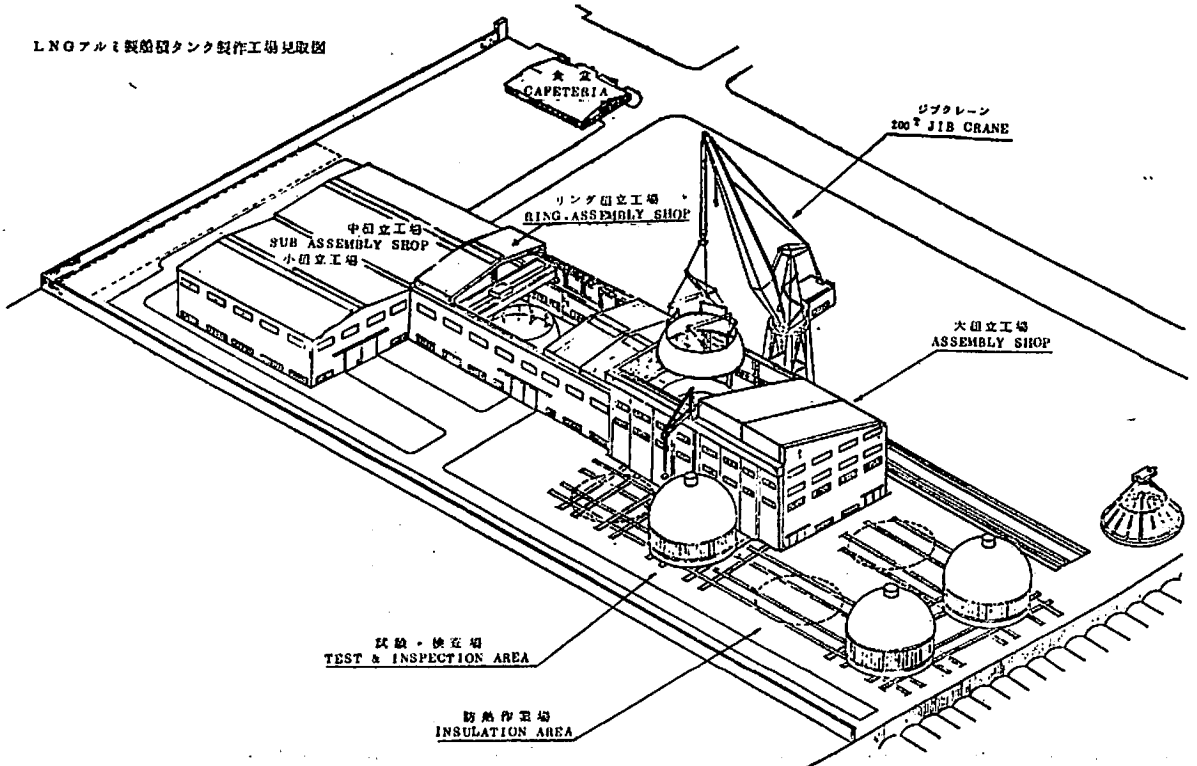 LNGアルミ製船積タンク製作工場見取図
食堂
CAFETERIA
ジブクレーン
200T JIB CRANE
リング組立工場
RING-ASSEMBLY SHOP
中組立工場
SUB ASSEMBLY SHOP
小組立工場
大組立工場
ASSEMBLY SHOP
試験・検査場
TEST & INSPECTION AREA
防熱作業場
INSULATION AREA